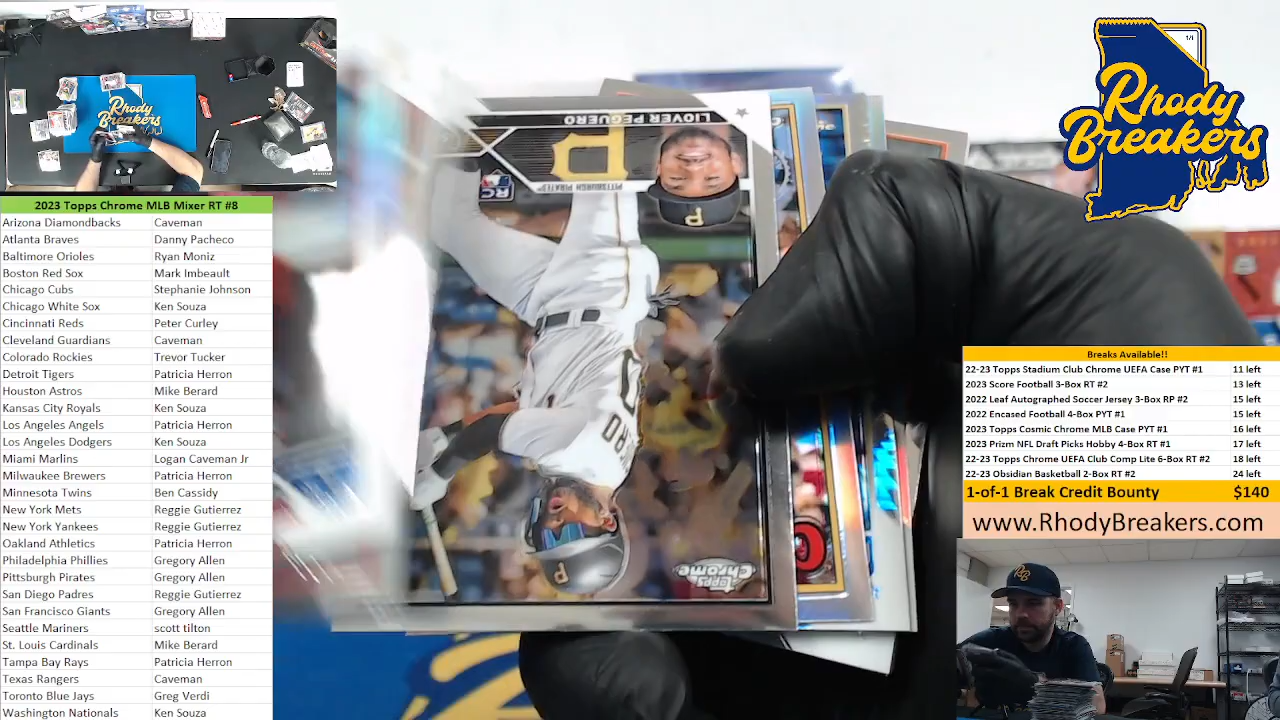 2023 Topps Chrome MLB Mixer RT #8
Arizona Diamondbacks Caveman
Atlanta Braves Danny Pacheco
Baltimore Orioles Ryan Moniz
Boston Red Sox Mark Imbeault
Chicago Cubs Stephanie Johnson
Chicago White Sox Ken Souza
Cincinnati Reds Peter Curley
Cleveland Guardians Caveman
Colorado Rockies Trevor Tucker
Detroit Tigers Patricia Herron
Houston Astros Mike Berard
Kansas City Royals Ken Souza
Los Angeles Angels Patricia Herron
Los Angeles Dodgers Ken Souza
Miami Marlins Logan Caveman Jr
Milwaukee Brewers Patricia Herron
Minnesota Twins Ben Cassidy
New York Mets Reggie Gutierrez
New York Yankees Reggie Gutierrez
Oakland Athletics Patricia Herron
Philadelphia Phillies Gregory Allen
Pittsburgh Pirates Gregory Allen
San Diego Padres Reggie Gutierrez
San Francisco Giants Gregory Allen
Seattle Mariners scott tilton
St. Louis Cardinals Mike Berard
Tampa Bay Rays Patricia Herron
Texas Rangers Caveman
Toronto Blue Jays Greg Verdi
Washington Nationals Ken Souza
Rhody
Breakers
LIOVER PEGUERO
P
PITTSBURGH PIRATES
RC
P
P
topps
chrome
1/1
Rhody
Breakers
Breaks Available!!
22-23 Topps Stadium Club Chrome UEFA Case PYT #1 11 left
2023 Score Football 3-Box RT #2 13 left
2022 Leaf Autographed Soccer Jersey 3-Box RP #2 15 left
2022 Encased Football 4-Box PYT #1 15 left
2023 Topps Cosmic Chrome MLB Case PYT #1 16 left
2023 Prizm NFL Draft Picks Hobby 4-Box RT #1 17 left
22-23 Topps Chrome UEFA Club Comp Lite 6-Box RT #2 18 left
22-23 Obsidian Basketball 2-Box RT #2 24 left
1-of-1 Break Credit Bounty $140
www.RhodyBreakers.com
RB